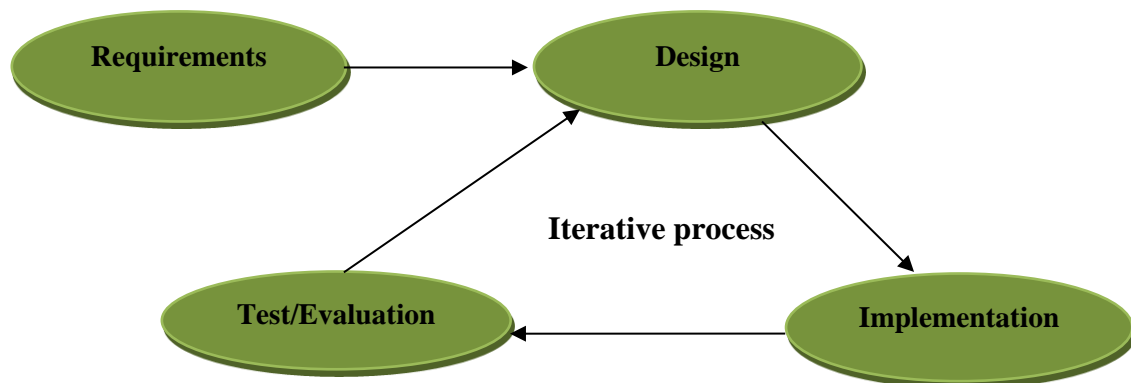 Requirements
Design
Iterative process
Test/Evaluation
Implementation